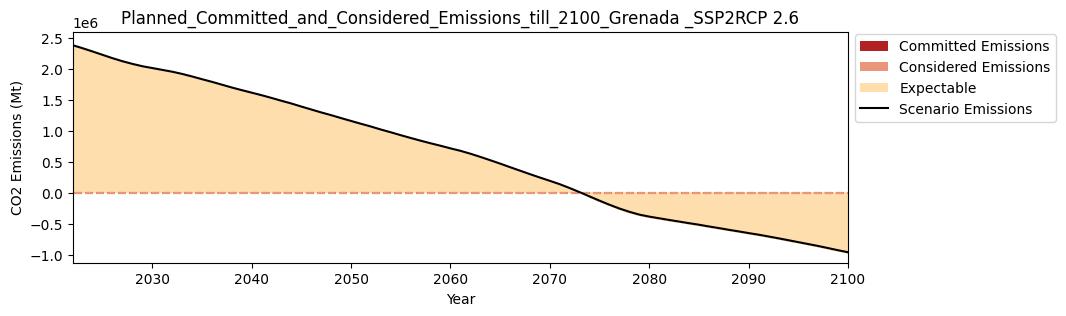 Planned_Committed_and_Considered_Emissions_till_2100_Grenada _SSP2RCP 2.6
1e6
2.5
2.0
1.5
1.0
0.5
0.0
−0.5
−1.0
CO2 Emissions (Mt)
2030 2040 2050 2060 2070 2080 2090 2100
Year
Committed Emissions
Considered Emissions
Expectable
Scenario Emissions